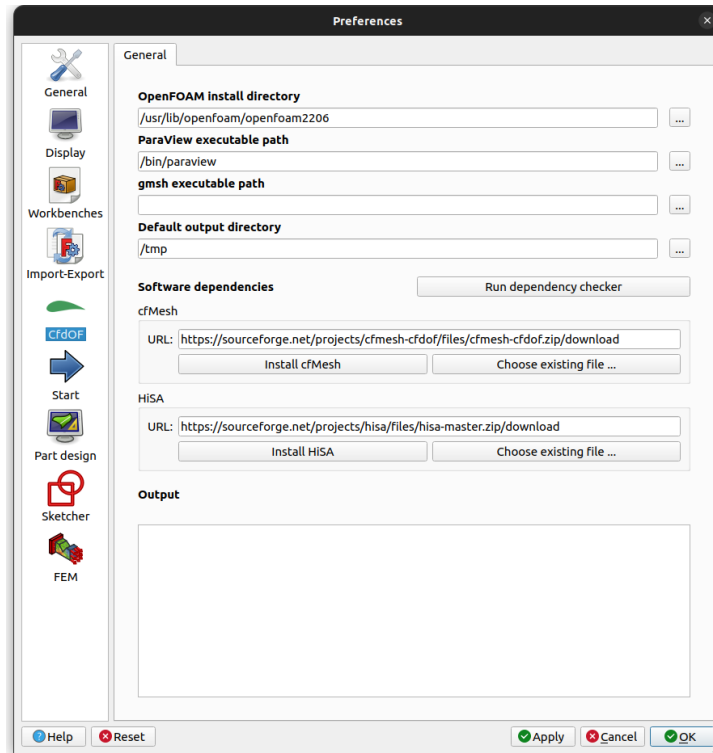 Preferences
General
Display
Workbenches
Import-Export
CfdOF
Start
Part design
Sketcher
FEM
General
OpenFOAM install directory
/usr/lib/openfoam/openfoam2206
...
ParaView executable path
/bin/paraview
...
gmsh executable path
...
Default output directory
/tmp
...
Software dependencies
Run dependency checker
cfMesh
URL: https://sourceforge.net/projects/cfmesh-cfdof/files/cfmesh-cfdof.zip/download
Install cfMesh
Choose existing file ...
HiSA
URL: https://sourceforge.net/projects/hisa/files/hisa-master.zip/download
Install HiSA
Choose existing file ...
Output
Help
Reset
Apply
Cancel
OK